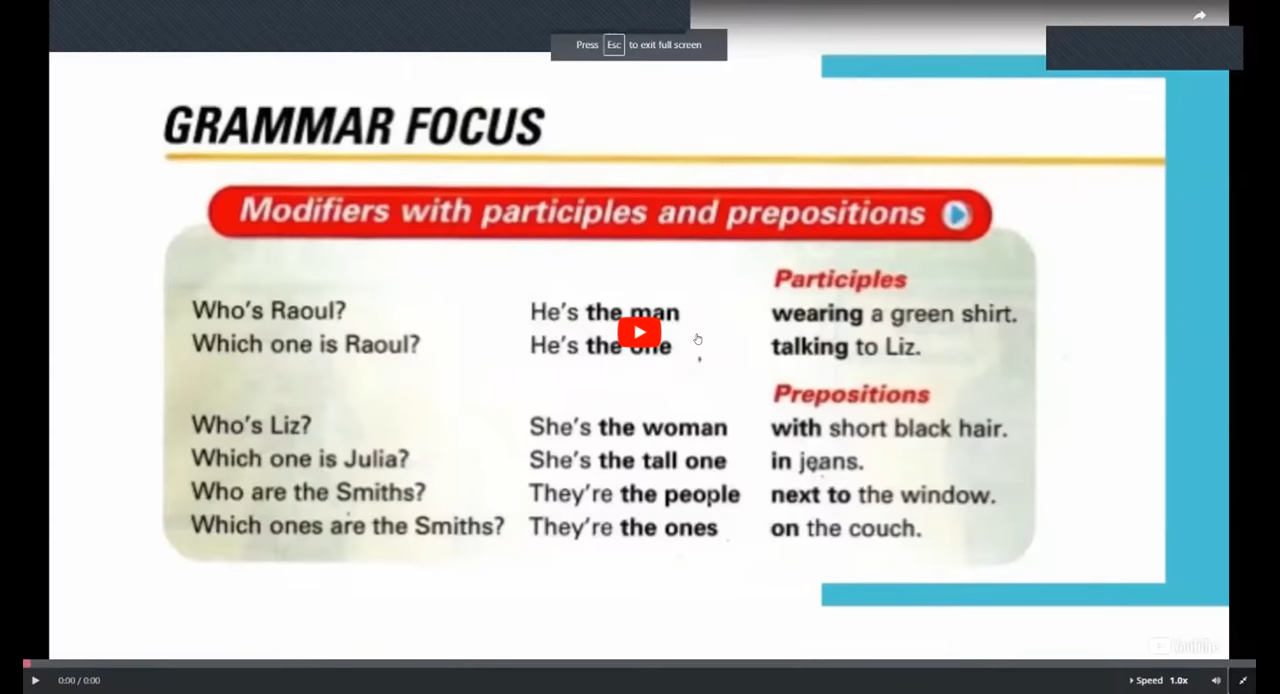 Press Esc to exit full screen
GRAMMAR FOCUS
Modifiers with participles and prepositions
Participles
Who's Raoul? He's the man wearing a green shirt.
Which one is Raoul? He's the one talking to Liz.
Prepositions
Who's Liz? She's the woman with short black hair.
Which one is Julia? She's the tall one in jeans.
Who are the Smiths? They're the people next to the window.
Which ones are the Smiths? They're the ones on the couch.
YouTube
0:00 / 0:00 Speed 1.0x